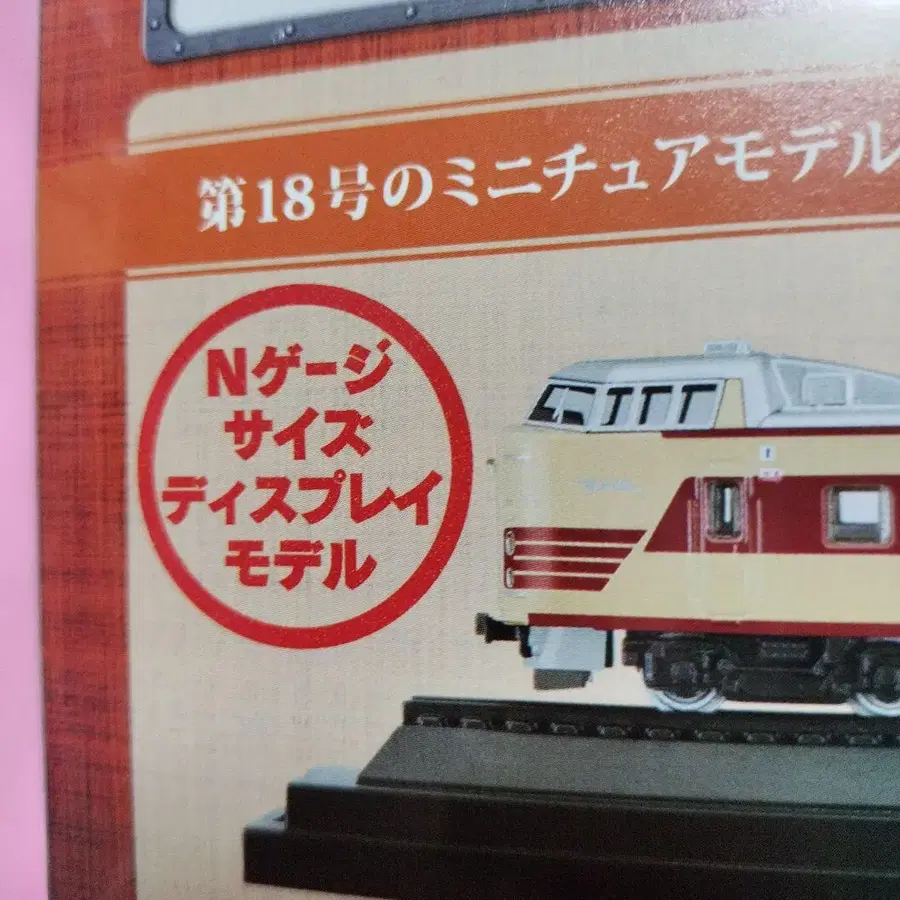 第18号のミニチュアモデル
Nゲージ
サイズ
ディスプレイ
モデル